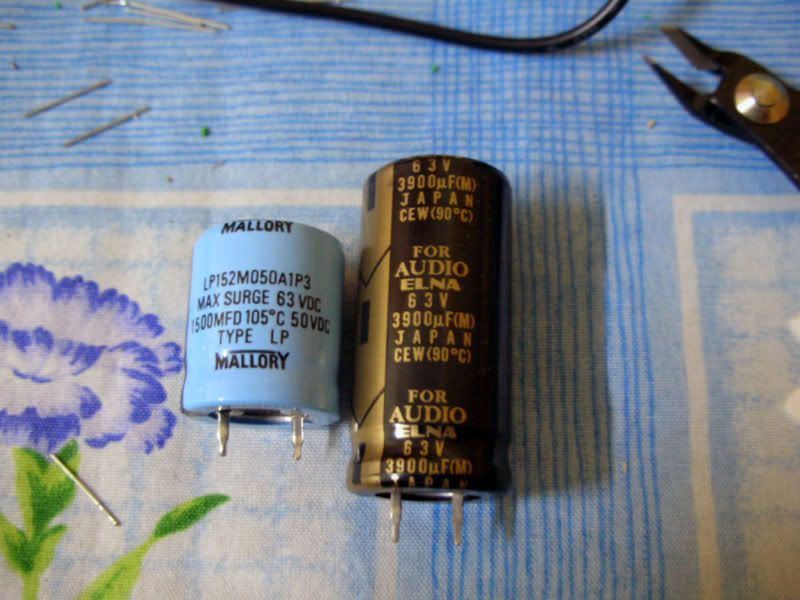 MALLORY
LP152M050A1P3
MAX SURGE 63 VDC
1500MFD 105°C 50VDC
TYPE LP
MALLORY
63V
3900µF(M)
JAPAN
CEW(90°C)
FOR
AUDIO
ELNA
63V
3900µF(M)
JAPAN
CEW(90°C)
FOR
AUDIO
ELNA
63V
3900µF(M)
JAPAN